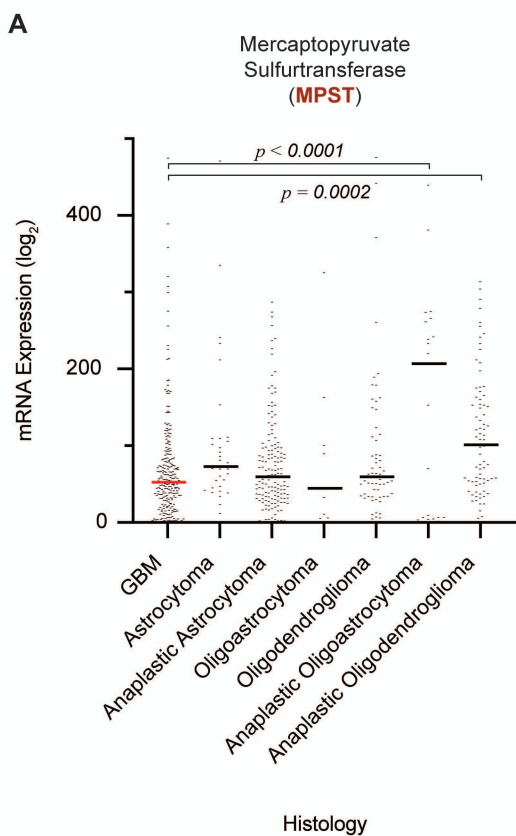 A
Mercaptopyruvate
Sulfurtransferase
(MPST)
p < 0.0001
p = 0.0002
mRNA Expression (log2)
400
200
0
GBM
Astrocytoma
Anaplastic Astrocytoma
Oligoastrocytoma
Oligodendroglioma
Anaplastic Oligoastrocytoma
Anaplastic Oligodendroglioma
Histology